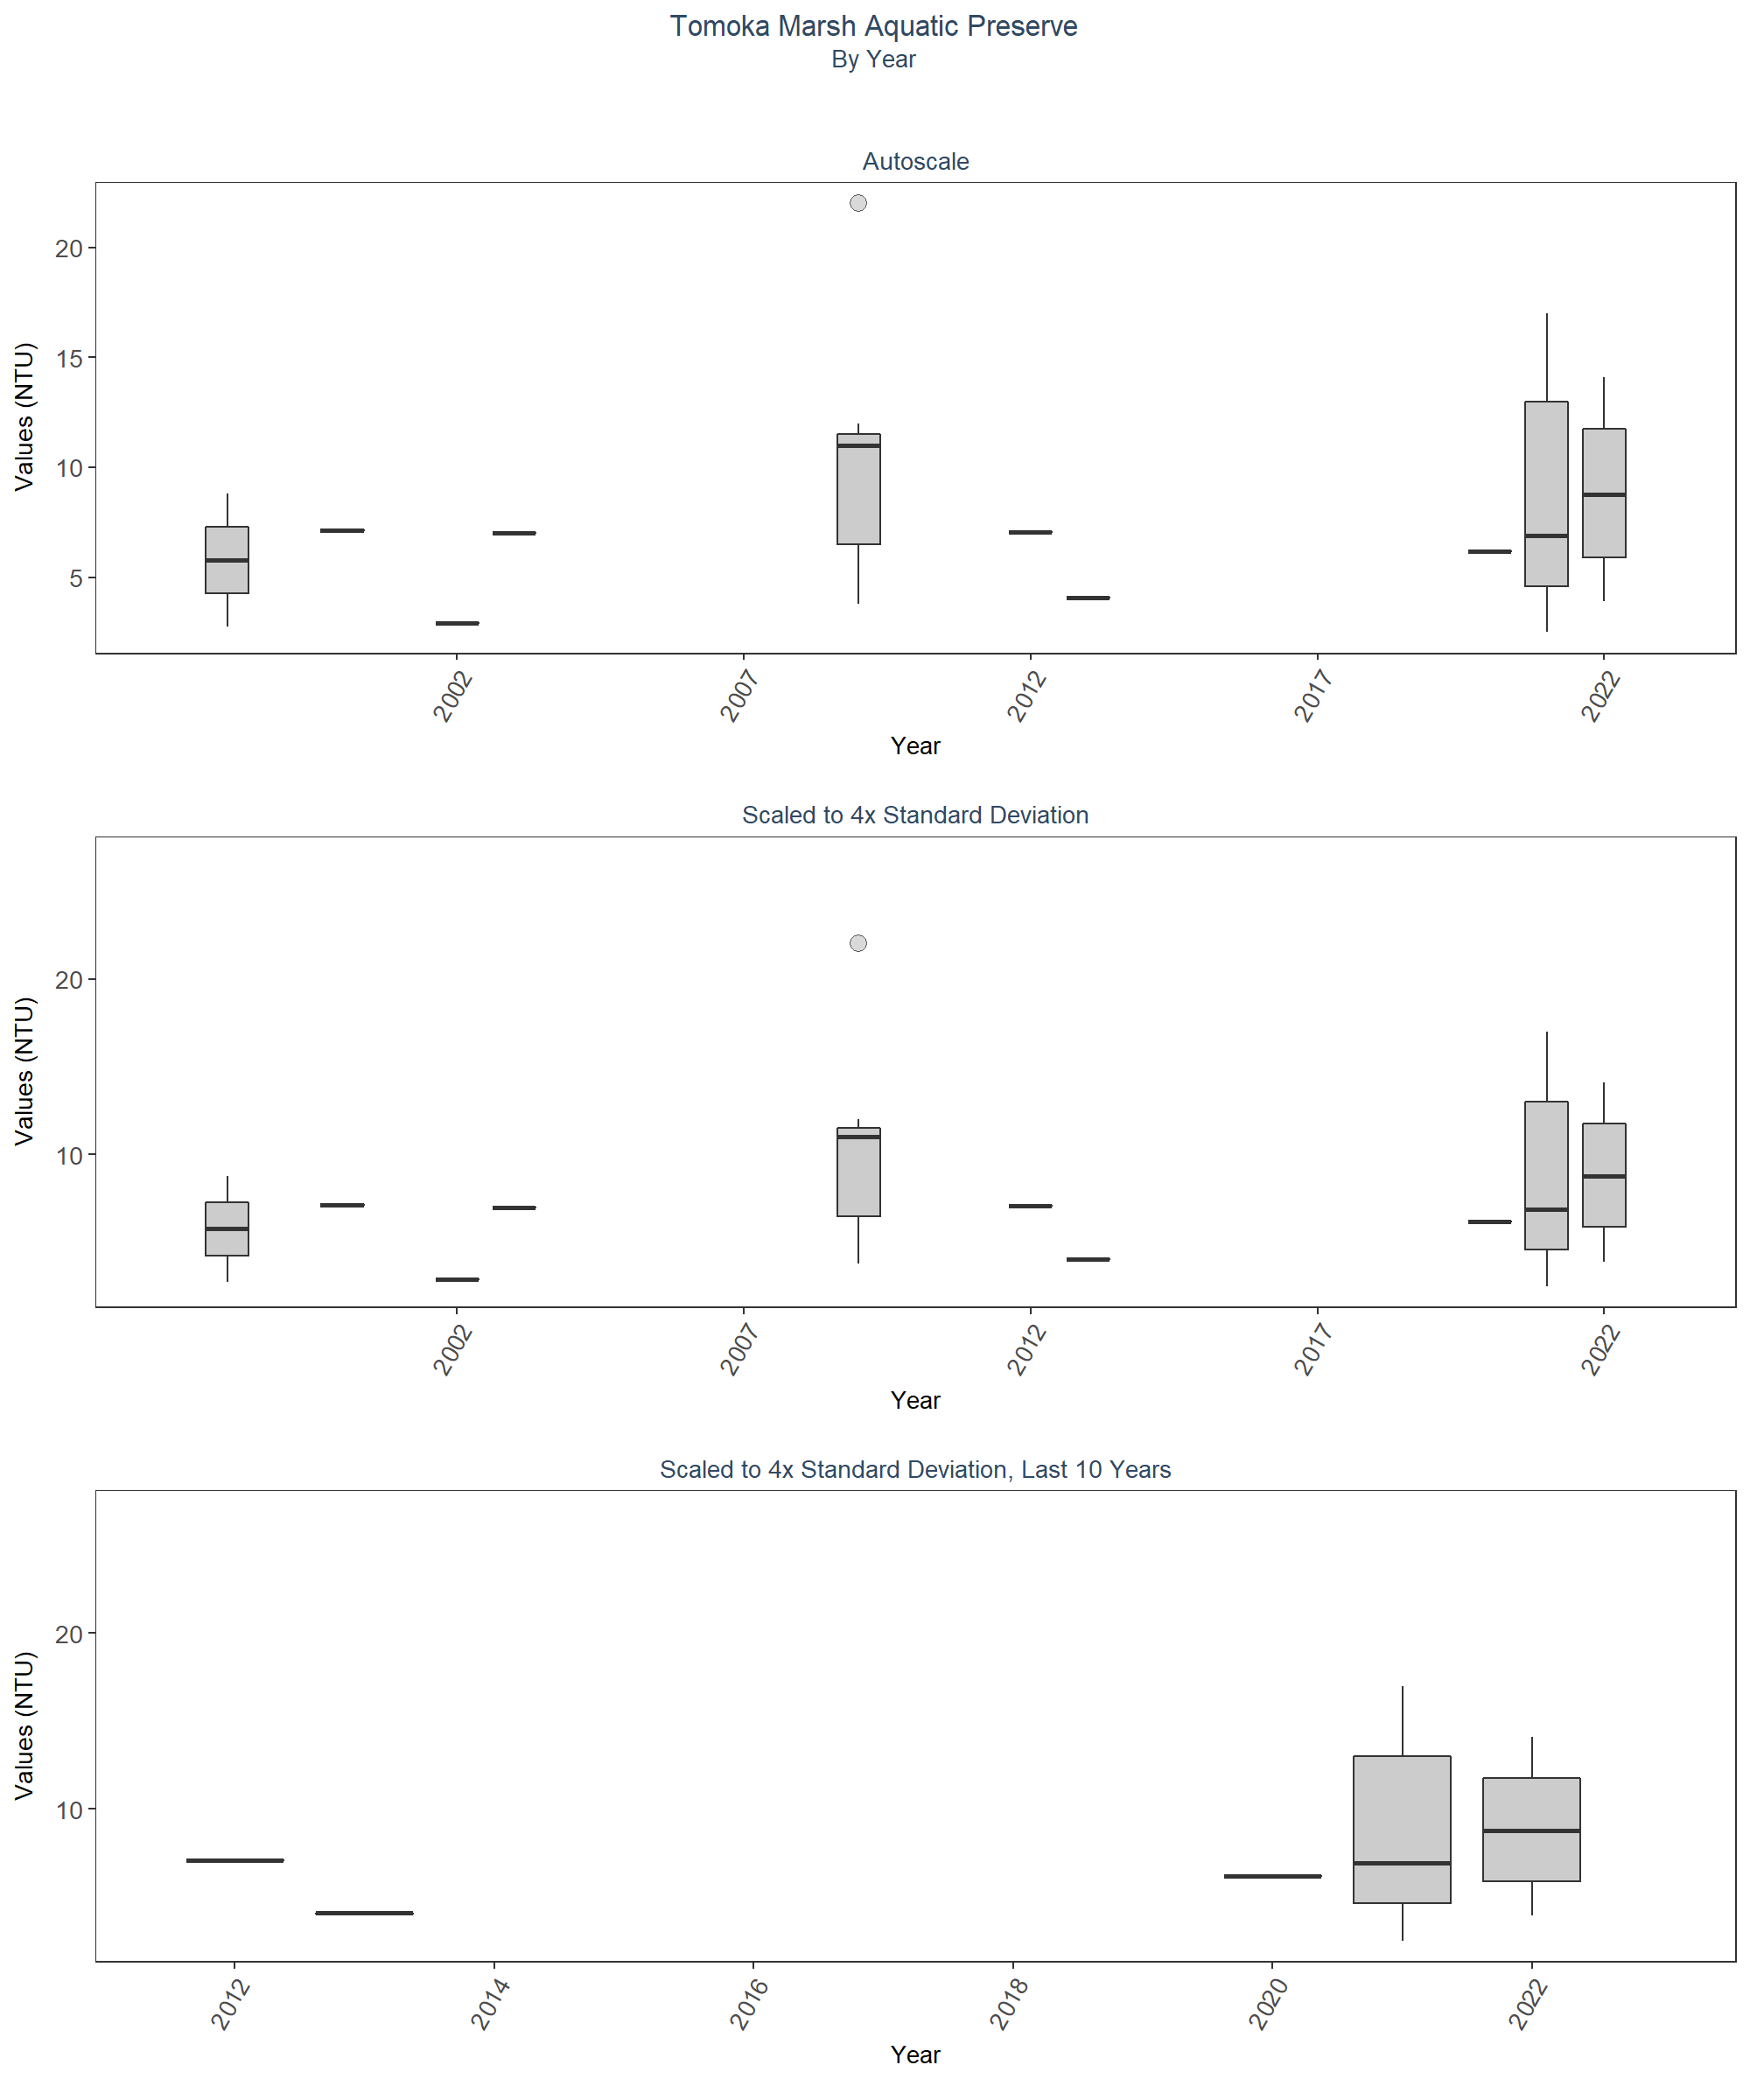 Tomoka Marsh Aquatic Preserve
By Year
Autoscale
Values (NTU)
20
15
10
5
2002
2007
2012
2017
2022
Year
Scaled to 4x Standard Deviation
Values (NTU)
20
10
2002
2007
2012
2017
2022
Year
Scaled to 4x Standard Deviation, Last 10 Years
Values (NTU)
20
10
2012
2014
2016
2018
2020
2022
Year